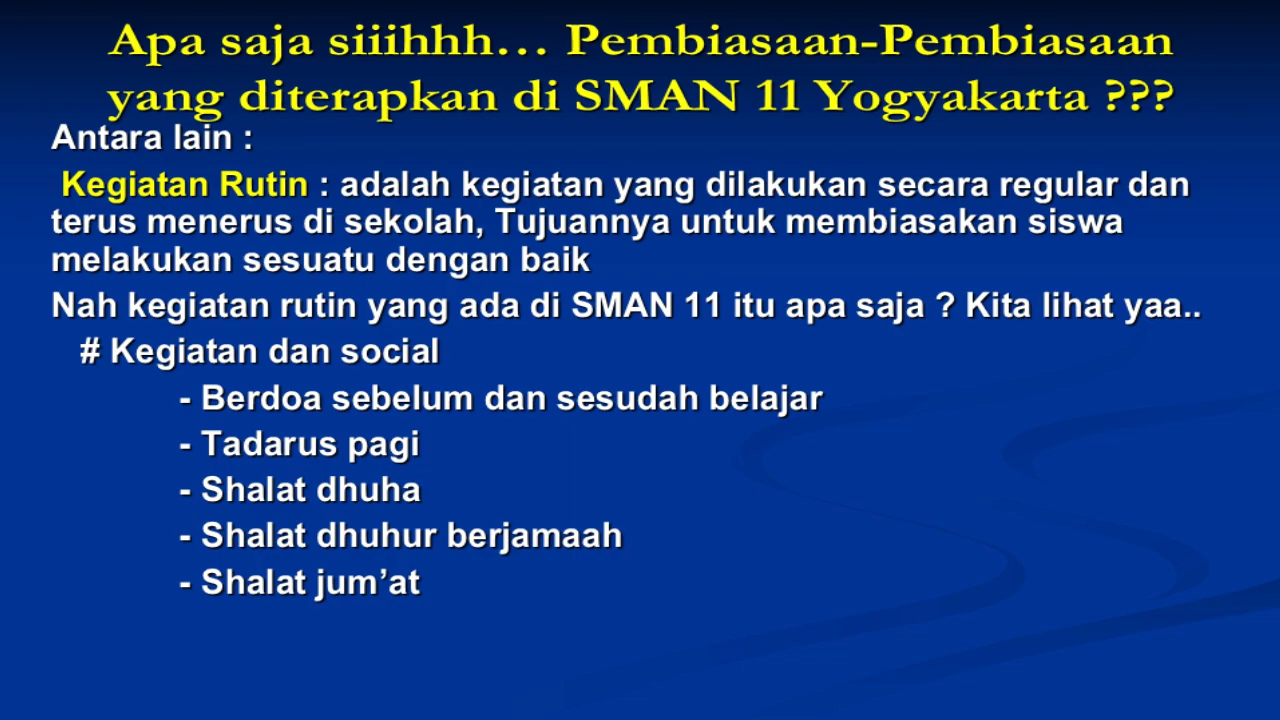 Apa saja siiihhh… Pembiasaan-Pembiasaan
yang diterapkan di SMAN 11 Yogyakarta ???
Antara lain :
Kegiatan Rutin : adalah kegiatan yang dilakukan secara regular dan
terus menerus di sekolah, Tujuannya untuk membiasakan siswa
melakukan sesuatu dengan baik
Nah kegiatan rutin yang ada di SMAN 11 itu apa saja ? Kita lihat yaa..
# Kegiatan dan social
- Berdoa sebelum dan sesudah belajar
- Tadarus pagi
- Shalat dhuha
- Shalat dhuhur berjamaah
- Shalat jum’at